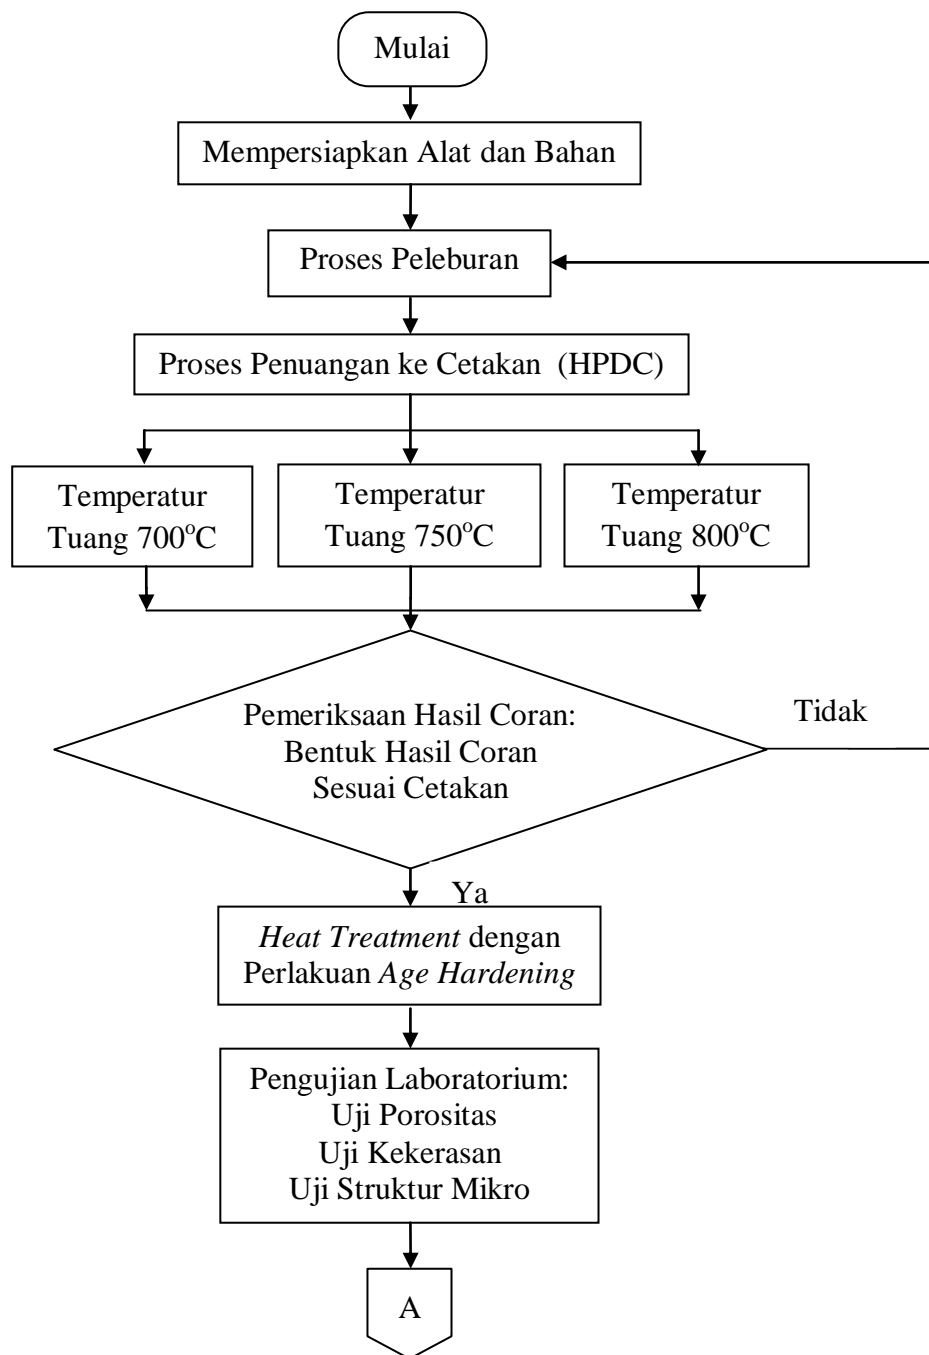 Mulai
Mempersiapkan Alat dan Bahan
Proses Peleburan
Proses Penuangan ke Cetakan (HPDC)
Temperatur
Tuang 700°C
Temperatur
Tuang 750°C
Temperatur
Tuang 800°C
Pemeriksaan Hasil Coran:
Bentuk Hasil Coran
Sesuai Cetakan
Tidak
Ya
Heat Treatment dengan
Perlakuan Age Hardening
Pengujian Laboratorium:
Uji Porositas
Uji Kekerasan
Uji Struktur Mikro
A